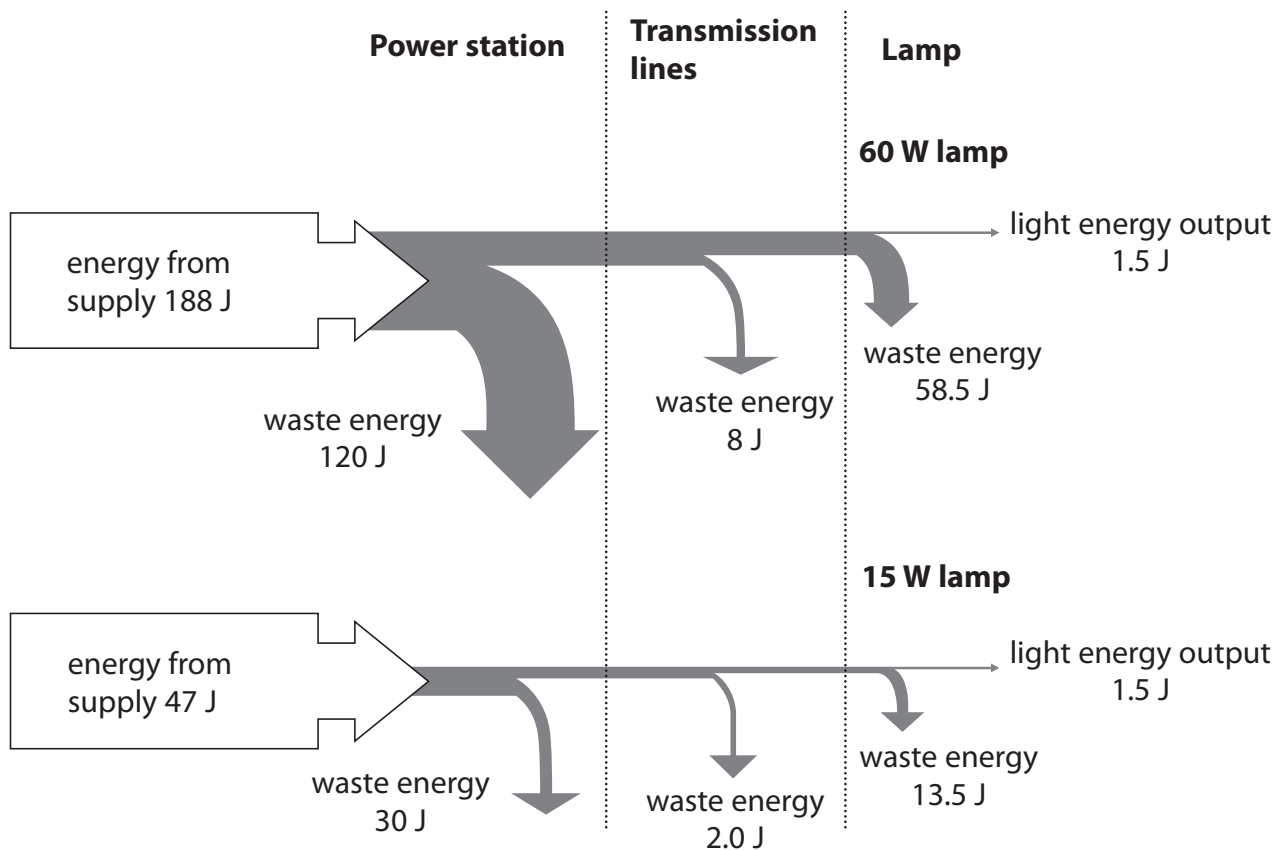 Power station
Transmission
lines
Lamp
60 W lamp
energy from
supply 188 J
light energy output
1.5 J
waste energy
58.5 J
waste energy
8 J
waste energy
120 J
15 W lamp
energy from
supply 47 J
light energy output
1.5 J
waste energy
13.5 J
waste energy
30 J
waste energy
2.0 J